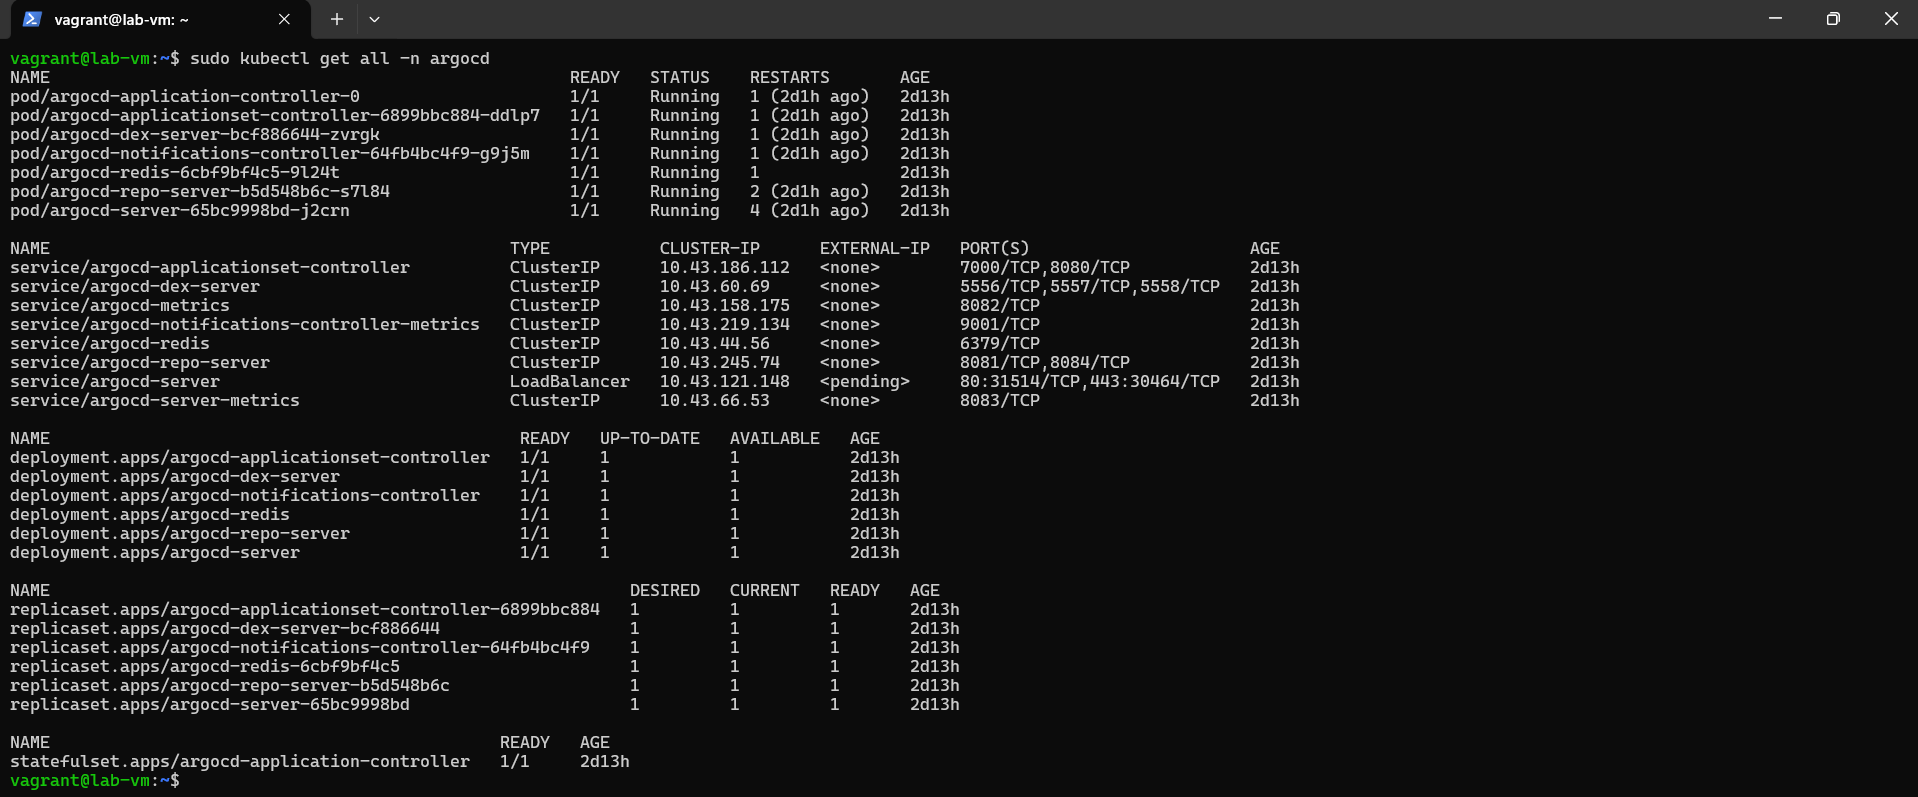 vagrant@lab-vm: ~
vagrant@lab-vm:~$ sudo kubectl get all -n argocd
NAME                                                    READY   STATUS    RESTARTS       AGE
pod/argocd-application-controller-0                     1/1     Running   1 (2d1h ago)   2d13h
pod/argocd-applicationset-controller-6899bbc884-ddlp7   1/1     Running   1 (2d1h ago)   2d13h
pod/argocd-dex-server-bcf886644-zvrgk                   1/1     Running   1 (2d1h ago)   2d13h
pod/argocd-notifications-controller-64fb4bc4f9-g9j5m    1/1     Running   1 (2d1h ago)   2d13h
pod/argocd-redis-6cbf9bf4c5-9l24t                       1/1     Running   1              2d13h
pod/argocd-repo-server-b5d548b6c-s7l84                  1/1     Running   2 (2d1h ago)   2d13h
pod/argocd-server-65bc9998bd-j2crn                      1/1     Running   4 (2d1h ago)   2d13h
NAME                                              TYPE           CLUSTER-IP      EXTERNAL-IP   PORT(S)                      AGE
service/argocd-applicationset-controller          ClusterIP      10.43.186.112   <none>        7000/TCP,8080/TCP            2d13h
service/argocd-dex-server                         ClusterIP      10.43.60.69     <none>        5556/TCP,5557/TCP,5558/TCP   2d13h
service/argocd-metrics                            ClusterIP      10.43.158.175   <none>        8082/TCP                     2d13h
service/argocd-notifications-controller-metrics   ClusterIP      10.43.219.134   <none>        9001/TCP                     2d13h
service/argocd-redis                              ClusterIP      10.43.44.56     <none>        6379/TCP                     2d13h
service/argocd-repo-server                        ClusterIP      10.43.245.74    <none>        8081/TCP,8084/TCP            2d13h
service/argocd-server                             LoadBalancer   10.43.121.148   <pending>     80:31514/TCP,443:30464/TCP   2d13h
service/argocd-server-metrics                     ClusterIP      10.43.66.53     <none>        8083/TCP                     2d13h
NAME                                               READY   UP-TO-DATE   AVAILABLE   AGE
deployment.apps/argocd-applicationset-controller   1/1     1            1           2d13h
deployment.apps/argocd-dex-server                  1/1     1            1           2d13h
deployment.apps/argocd-notifications-controller    1/1     1            1           2d13h
deployment.apps/argocd-redis                       1/1     1            1           2d13h
deployment.apps/argocd-repo-server                 1/1     1            1           2d13h
deployment.apps/argocd-server                      1/1     1            1           2d13h
NAME                                                          DESIRED   CURRENT   READY   AGE
replicaset.apps/argocd-applicationset-controller-6899bbc884   1         1         1       2d13h
replicaset.apps/argocd-dex-server-bcf886644                   1         1         1       2d13h
replicaset.apps/argocd-notifications-controller-64fb4bc4f9    1         1         1       2d13h
replicaset.apps/argocd-redis-6cbf9bf4c5                       1         1         1       2d13h
replicaset.apps/argocd-repo-server-b5d548b6c                  1         1         1       2d13h
replicaset.apps/argocd-server-65bc9998bd                      1         1         1       2d13h
NAME                                             READY   AGE
statefulset.apps/argocd-application-controller   1/1     2d13h
vagrant@lab-vm:~$